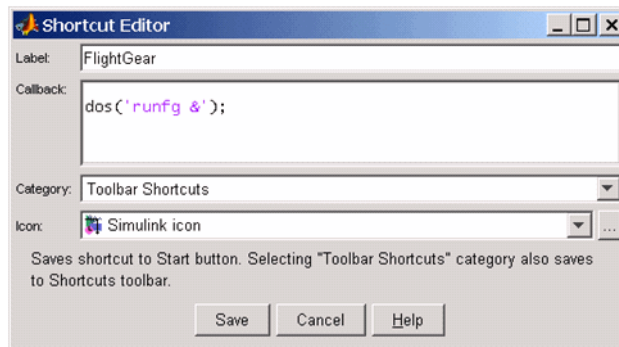 Shortcut Editor
Label: FlightGear
Callback:
dos('runfg &');
Category: Toolbar Shortcuts
Icon: Simulink icon ...
Saves shortcut to Start button. Selecting "Toolbar Shortcuts" category also saves
to Shortcuts toolbar.
Save Cancel Help